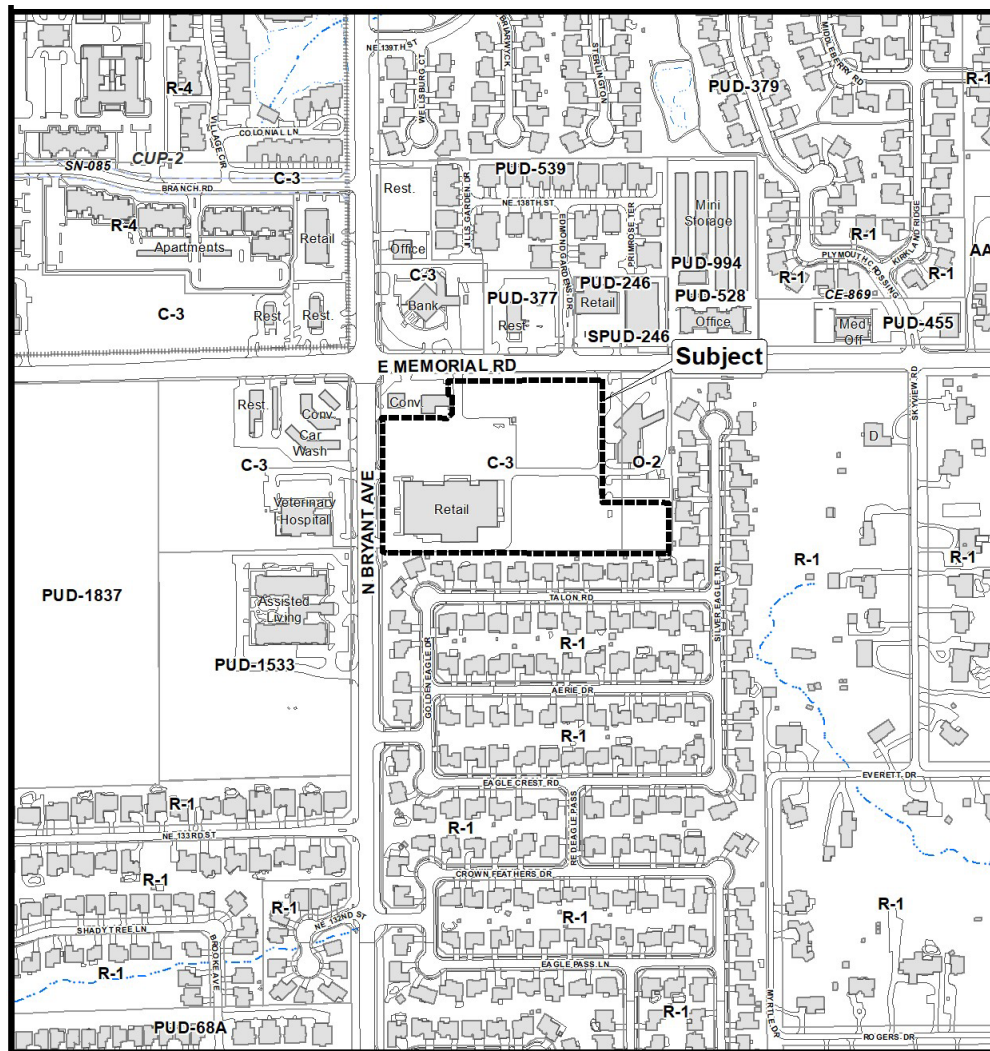 NE 139TH ST
WELLSBURG CT
BRIARWYCK
STERLINGTON
MIDDLEBERRY RD
R-4
PUD-379
R-1
VILLAGE CIR
COLONIAL LN
SN-085
CUP-2
C-3
BRANCH RD
Rest.
PUD-539
NE 138TH ST
Mini
Storage
R-4
Apartments
Retail
Office
EDMOND GARDENS DR
PRIMROSE TER
R-1
KIRKLAND RIDGE
PLYMOUTH CROSSING
AA
C-3
Bank
PUD-377
PUD-246
Retail
PUD-994
PUD-528
R-1
R-1
CE-869
C-3
Rest
Rest.
Rest
SPUD-246
Office
Med
Off
PUD-455
E MEMORIAL RD
Subject
SKYVIEW RD
Rest.
Conv.
Car
Wash
Conv
D
C-3
C-3
O-2
N BRYANT AVE
Veterinary
Hospital
Retail
R-1
R-1
PUD-1837
Assisted
Living
TALON RD
SILVER EAGLE TRL
PUD-1533
GOLDEN EAGLE DR
R-1
AERIE DR
R-1
EAGLE CREST RD
EVERETT DR
R-1
NE 133RD ST
R-1
RED EAGLE PASS
CROWN FEATHERS DR
R-1
R-1
NE 132ND ST
R-1
R-1
SHADY TREE LN
BROOKE AVE
EAGLE PASS LN
R-1
R-1
MYRTLE DR
PUD-68A
ROGERS DR